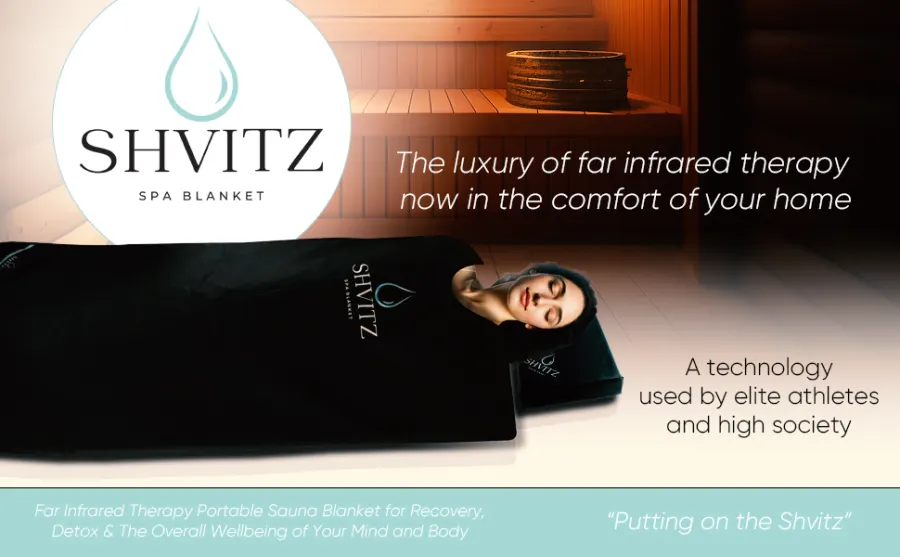 SHVITZ
SPA BLANKET
The luxury of far infrared therapy
now in the comfort of your home
SHVITZ
SPA BLANKET
SHVITZ
A technology
used by elite athletes
and high society
Far Infrared Therapy Portable Sauna Blanket for Recovery,
Detox & The Overall Wellbeing of Your Mind and Body
“Putting on the Shvitz”